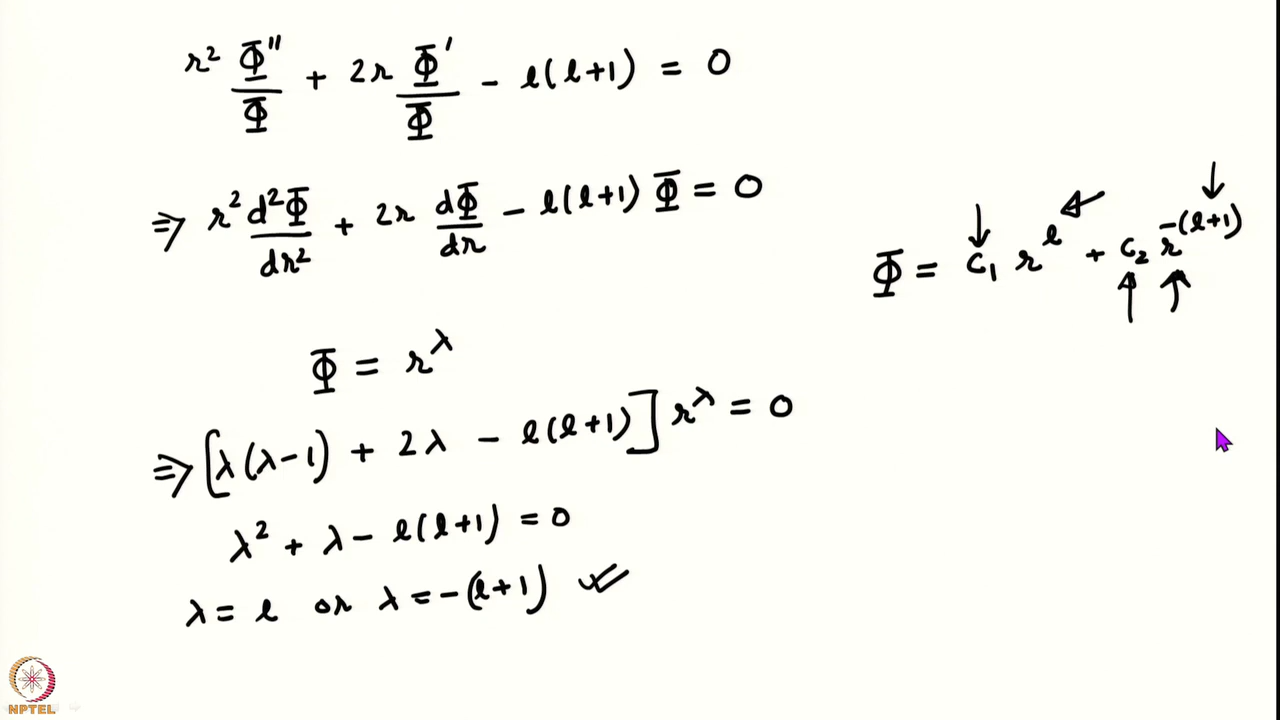 r² Φ''/Φ + 2r Φ'/Φ - l(l+1) = 0
⇒ r² d²Φ/dr² + 2r dΦ/dr - l(l+1) Φ = 0
Φ = c₁ r^l + c₂ r^-(l+1)
Φ = r^λ
⇒ [λ(λ-1) + 2λ - l(l+1)] r^λ = 0
λ² + λ - l(l+1) = 0
λ = l or λ = -(l+1)
NPTEL